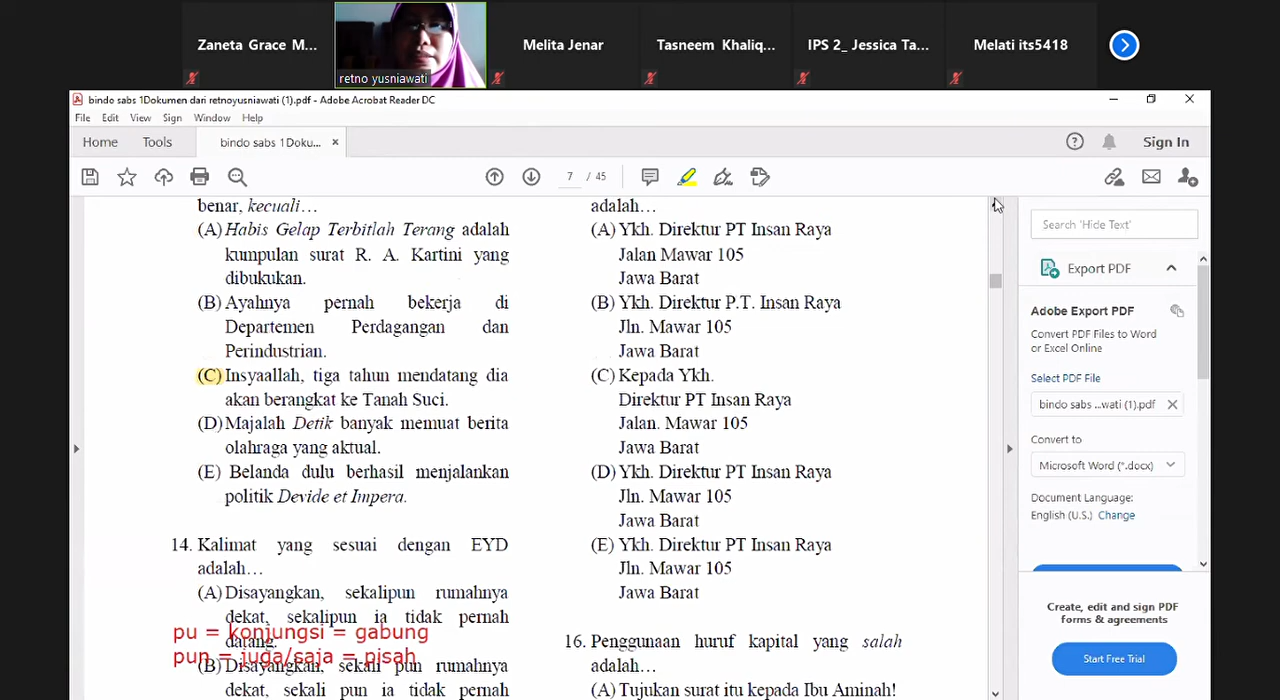 Zaneta Grace M...
retno yusniawati
Melita Jenar
Tasneem Khaliq...
IPS 2_ Jessica Ta...
Melati its5418
bindo sabs 1Dokumen dari retnoyusniawati (1).pdf - Adobe Acrobat Reader DC
File Edit View Sign Window Help
Home Tools bindo sabs 1Doku... × Sign In
7 / 45
benar, kecuali…
(A) Habis Gelap Terbitlah Terang adalah
kumpulan surat R. A. Kartini yang
dibukukan.
(B) Ayahnya pernah bekerja di
Departemen Perdagangan dan
Perindustrian.
(C) Insyaallah, tiga tahun mendatang dia
akan berangkat ke Tanah Suci.
(D) Majalah Detik banyak memuat berita
olahraga yang aktual.
(E) Belanda dulu berhasil menjalankan
politik Devide et Impera.
14. Kalimat yang sesuai dengan EYD
adalah…
(A) Disayangkan, sekalipun rumahnya
dekat, sekalipun ia tidak pernah
datang.
pu = konjungsi = gabung
pun = juga/saja = pisah
(B) Disayangkan, sekali pun rumahnya
dekat, sekali pun ia tidak pernah
adalah…
(A) Ykh. Direktur PT Insan Raya
Jalan Mawar 105
Jawa Barat
(B) Ykh. Direktur P.T. Insan Raya
Jln. Mawar 105
Jawa Barat
(C) Kepada Ykh.
Direktur PT Insan Raya
Jalan. Mawar 105
Jawa Barat
(D) Ykh. Direktur PT Insan Raya
Jln. Mawar 105
Jawa Barat
(E) Ykh. Direktur PT Insan Raya
Jln. Mawar 105
Jawa Barat
16. Penggunaan huruf kapital yang salah
adalah…
(A) Tujukan surat itu kepada Ibu Aminah!
Search 'Hide Text'
Export PDF
Adobe Export PDF
Convert PDF Files to Word
or Excel Online
Select PDF File
bindo sabs ...wati (1).pdf
Convert to
Microsoft Word (*.docx)
Document Language:
English (U.S.) Change
Create, edit and sign PDF
forms & agreements
Start Free Trial